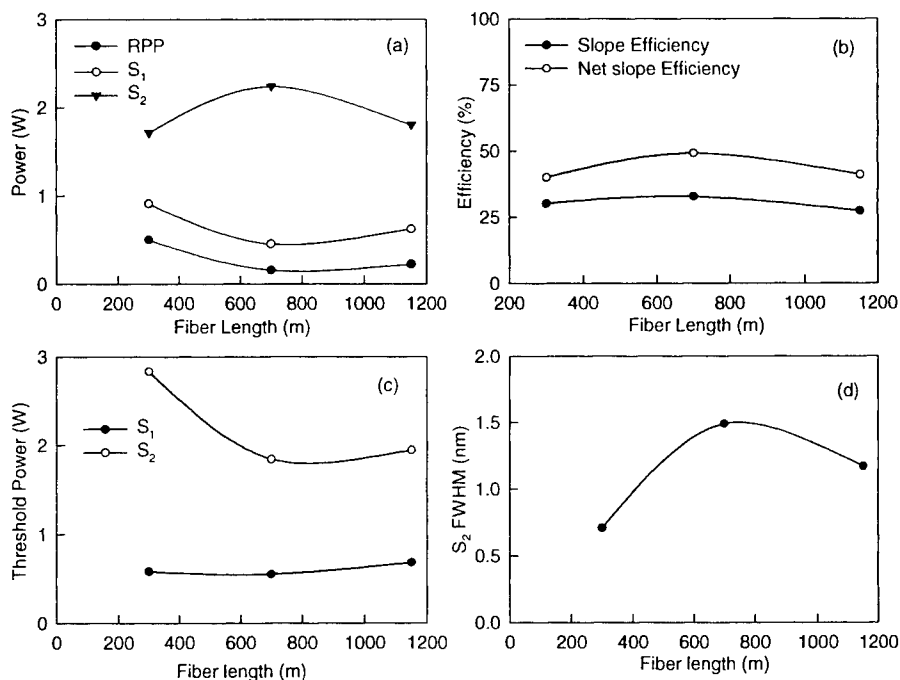 3
RPP
(a)
S₁
S₂
2
Power (W)
1
0
0 200 400 600 800 1000 1200
Fiber Length (m)
100
Slope Efficiency
(b)
Net slope Efficiency
75
Efficiency (%)
50
25
0
200 400 600 800 1000 1200
Fiber Length (m)
3
(c)
S₁
S₂
2
Threshold Power (W)
1
0
0 200 400 600 800 1000 1200
Fiber length (m)
2.0
(d)
1.5
S₂ FWHM (nm)
1.0
0.5
0.0
0 200 400 600 800 1000 1200
Fiber length (m)